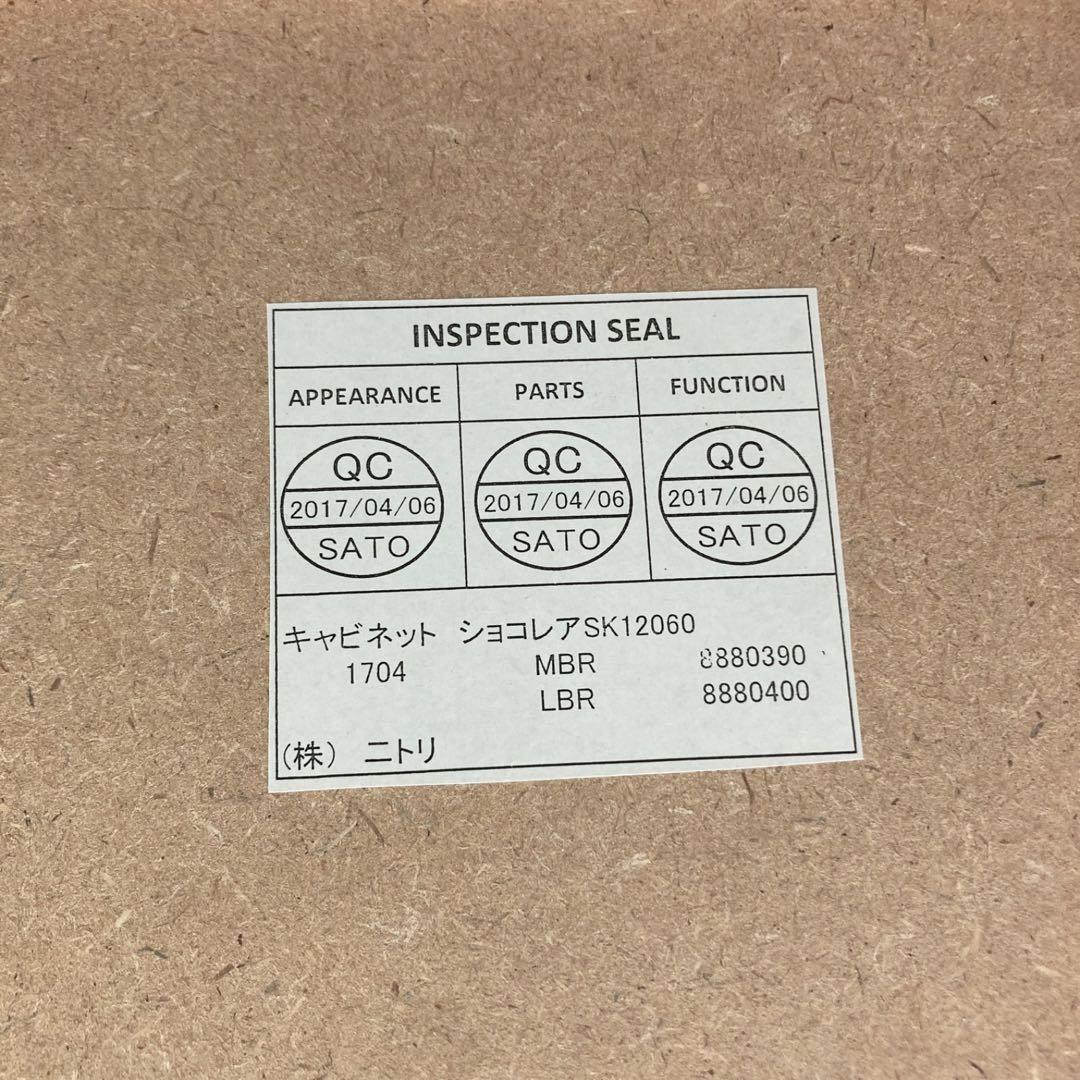 INSPECTION SEAL
APPEARANCE PARTS FUNCTION
QC QC QC
2017/04/06 2017/04/06 2017/04/06
SATO SATO SATO
キャビネット ショコレアSK12060
1704 MBR 8880390
LBR 8880400
(株) ニトリ